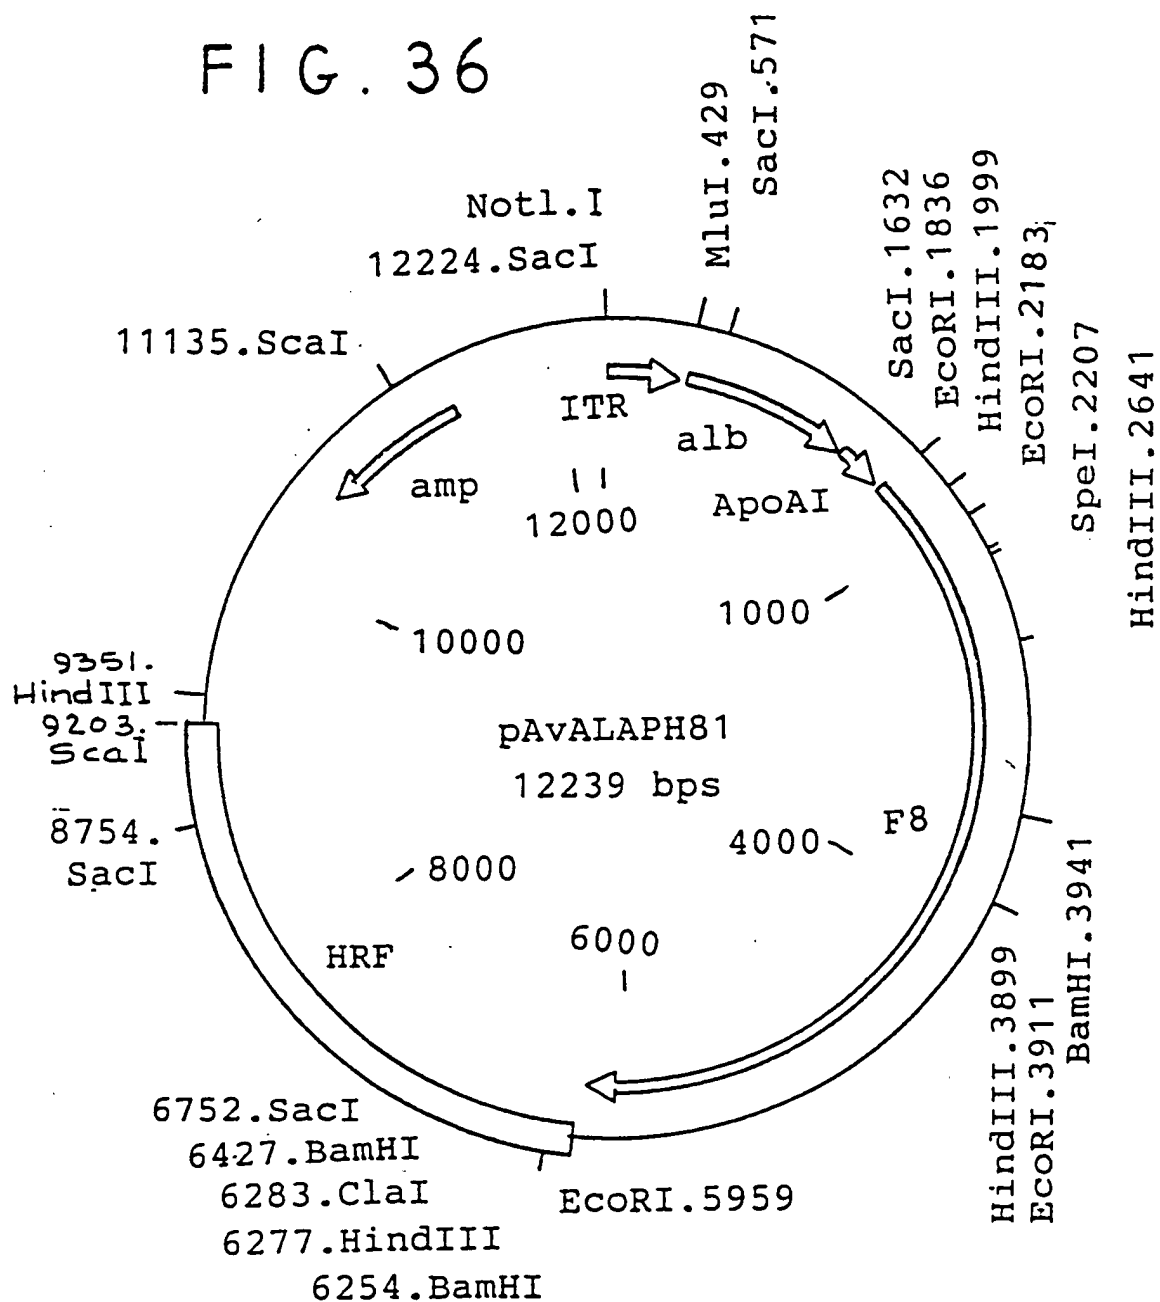 FIG. 36
MluI.429
SacI.571
NotI.I
12224.SacI
11135.ScaI
SacI.1632
EcoRI.1836
HindIII.1999
EcoRI.2183
SpeI.2207
HindIII.2641
ITR
alb
amp
ApoAI
12000
1000
10000
9351.
HindIII
9203.
ScaI
8754.
SacI
pAvALAPH81
12239 bps
F8
4000
8000
6000
HRF
BamHI.3941
HindIII.3899
EcoRI.3911
6752.SacI
6427.BamHI
6283.ClaI
6277.HindIII
6254.BamHI
EcoRI.5959